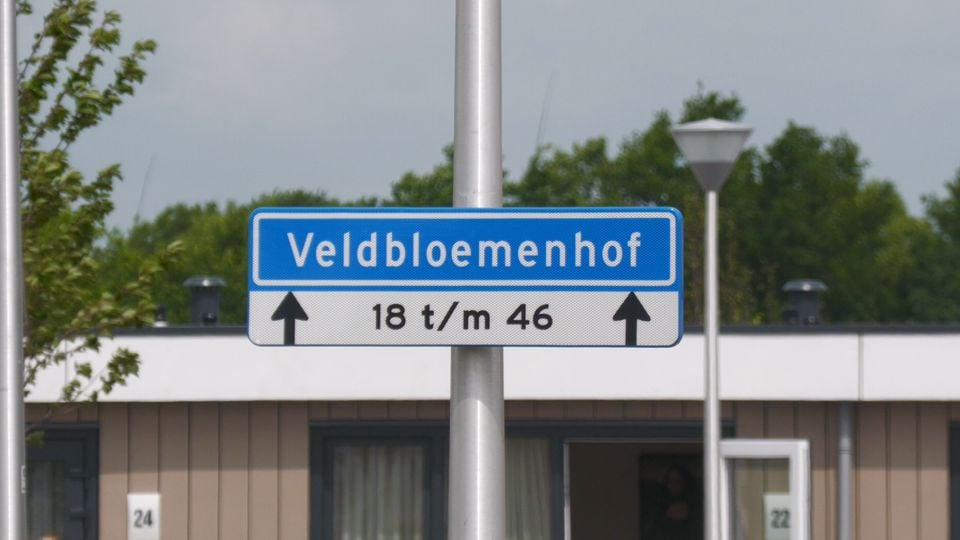 Veldbloemenhof
18 t/m 46
24
22